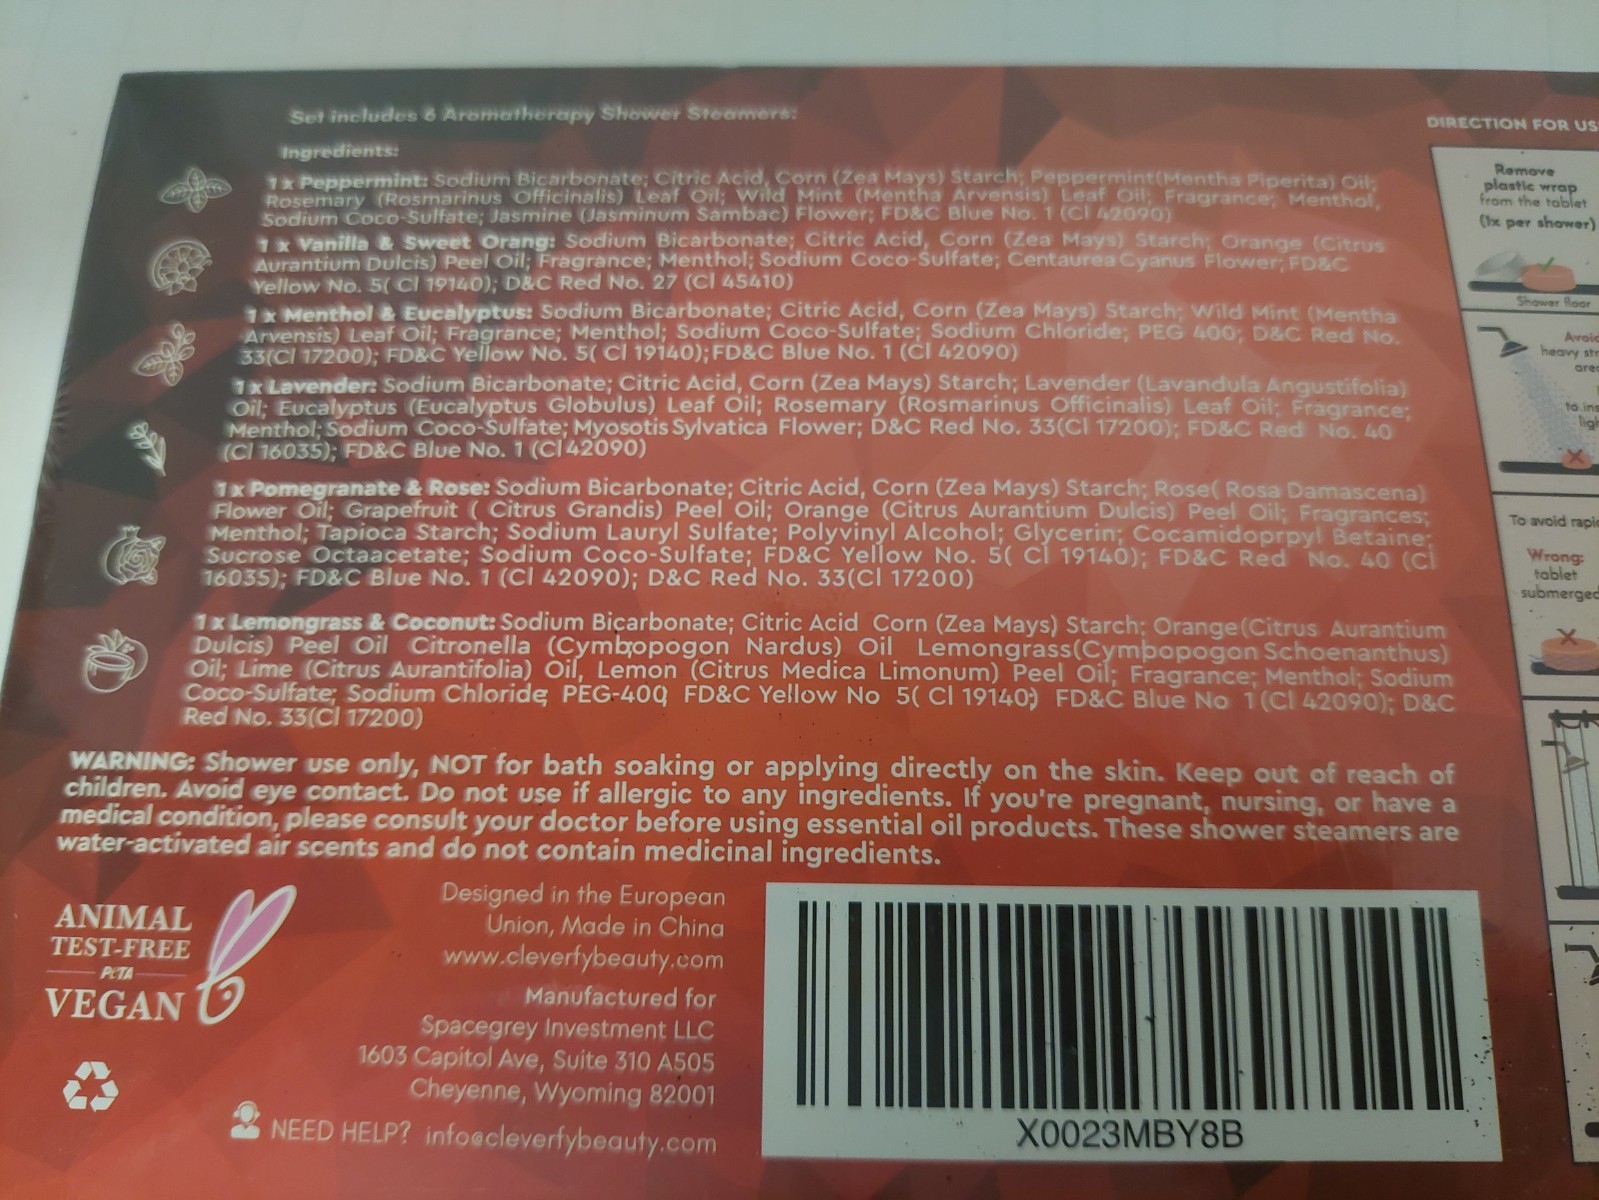 Set includes 6 Aromatherapy Shower Steamers:
Ingredients:
1 x Peppermint: Sodium Bicarbonate; Citric Acid, Corn (Zea Mays) Starch; Peppermint(Mentha Piperita) Oil;
Rosemary (Rosmarinus Officinalis) Leaf Oil; Wild Mint (Mentha Arvensis) Leaf Oil; Fragrance; Menthol,
Sodium Coco-Sulfate; Jasmine (Jasminum Sambac) Flower; FD&C Blue No. 1 (Cl 42090)
1 x Vanilla & Sweet Orang: Sodium Bicarbonate; Citric Acid, Corn (Zea Mays) Starch; Orange (Citrus
Aurantium Dulcis) Peel Oil; Fragrance; Menthol; Sodium Coco-Sulfate; Centaurea Cyanus Flower; FD&C
Yellow No. 5( Cl 19140); D&C Red No. 27 (Cl 45410)
1 x Menthol & Eucalyptus: Sodium Bicarbonate; Citric Acid, Corn (Zea Mays) Starch; Wild Mint (Mentha
Arvensis) Leaf Oil; Fragrance; Menthol; Sodium Coco-Sulfate; Sodium Chloride; PEG 400; D&C Red No.
33(Cl 17200); FD&C Yellow No. 5( Cl 19140); FD&C Blue No. 1 (Cl 42090)
1 x Lavender: Sodium Bicarbonate; Citric Acid, Corn (Zea Mays) Starch; Lavender (Lavandula Angustifolia)
Oil; Eucalyptus (Eucalyptus Globulus) Leaf Oil; Rosemary (Rosmarinus Officinalis) Leaf Oil; Fragrance;
Menthol; Sodium Coco-Sulfate; Myosotis Sylvatica Flower; D&C Red No. 33(Cl 17200); FD&C Red No. 40
(Cl 16035); FD&C Blue No. 1 (Cl 42090)
1 x Pomegranate & Rose: Sodium Bicarbonate; Citric Acid, Corn (Zea Mays) Starch; Rose( Rosa Damascena)
Flower Oil; Grapefruit ( Citrus Grandis) Peel Oil; Orange (Citrus Aurantium Dulcis) Peel Oil; Fragrances;
Menthol; Tapioca Starch; Sodium Lauryl Sulfate; Polyvinyl Alcohol; Glycerin; Cocamidoprpyl Betaine;
Sucrose Octaacetate; Sodium Coco-Sulfate; FD&C Yellow No. 5( Cl 19140); FD&C Red No. 40 (Cl
16035); FD&C Blue No. 1 (Cl 42090); D&C Red No. 33(Cl 17200)
1 x Lemongrass & Coconut: Sodium Bicarbonate; Citric Acid Corn (Zea Mays) Starch; Orange(Citrus Aurantium
Dulcis) Peel Oil Citronella (Cymbopogon Nardus) Oil Lemongrass(Cymbopogon Schoenanthus)
Oil; Lime (Citrus Aurantifolia) Oil, Lemon (Citrus Medica Limonum) Peel Oil; Fragrance; Menthol; Sodium
Coco-Sulfate; Sodium Chloride; PEG-400; FD&C Yellow No 5( Cl 19140) FD&C Blue No 1 (Cl 42090); D&C
Red No. 33(Cl 17200)
WARNING: Shower use only, NOT for bath soaking or applying directly on the skin. Keep out of reach of
children. Avoid eye contact. Do not use if allergic to any ingredients. If you're pregnant, nursing, or have a
medical condition, please consult your doctor before using essential oil products. These shower steamers are
water-activated air scents and do not contain medicinal ingredients.
ANIMAL
TEST-FREE
PETA
VEGAN
Designed in the European
Union, Made in China
www.cleverfybeauty.com
Manufactured for
Spacegrey Investment LLC
1603 Capitol Ave, Suite 310 A505
Cheyenne, Wyoming 82001
NEED HELP? info@cleverfybeauty.com
X0023MBY8B
DIRECTION FOR
Remove
plastic wrap
from the tablet
(1x per shower)
Shower floor
Avoid
heavy
to
To avoid
Wrong:
tablet
submerged